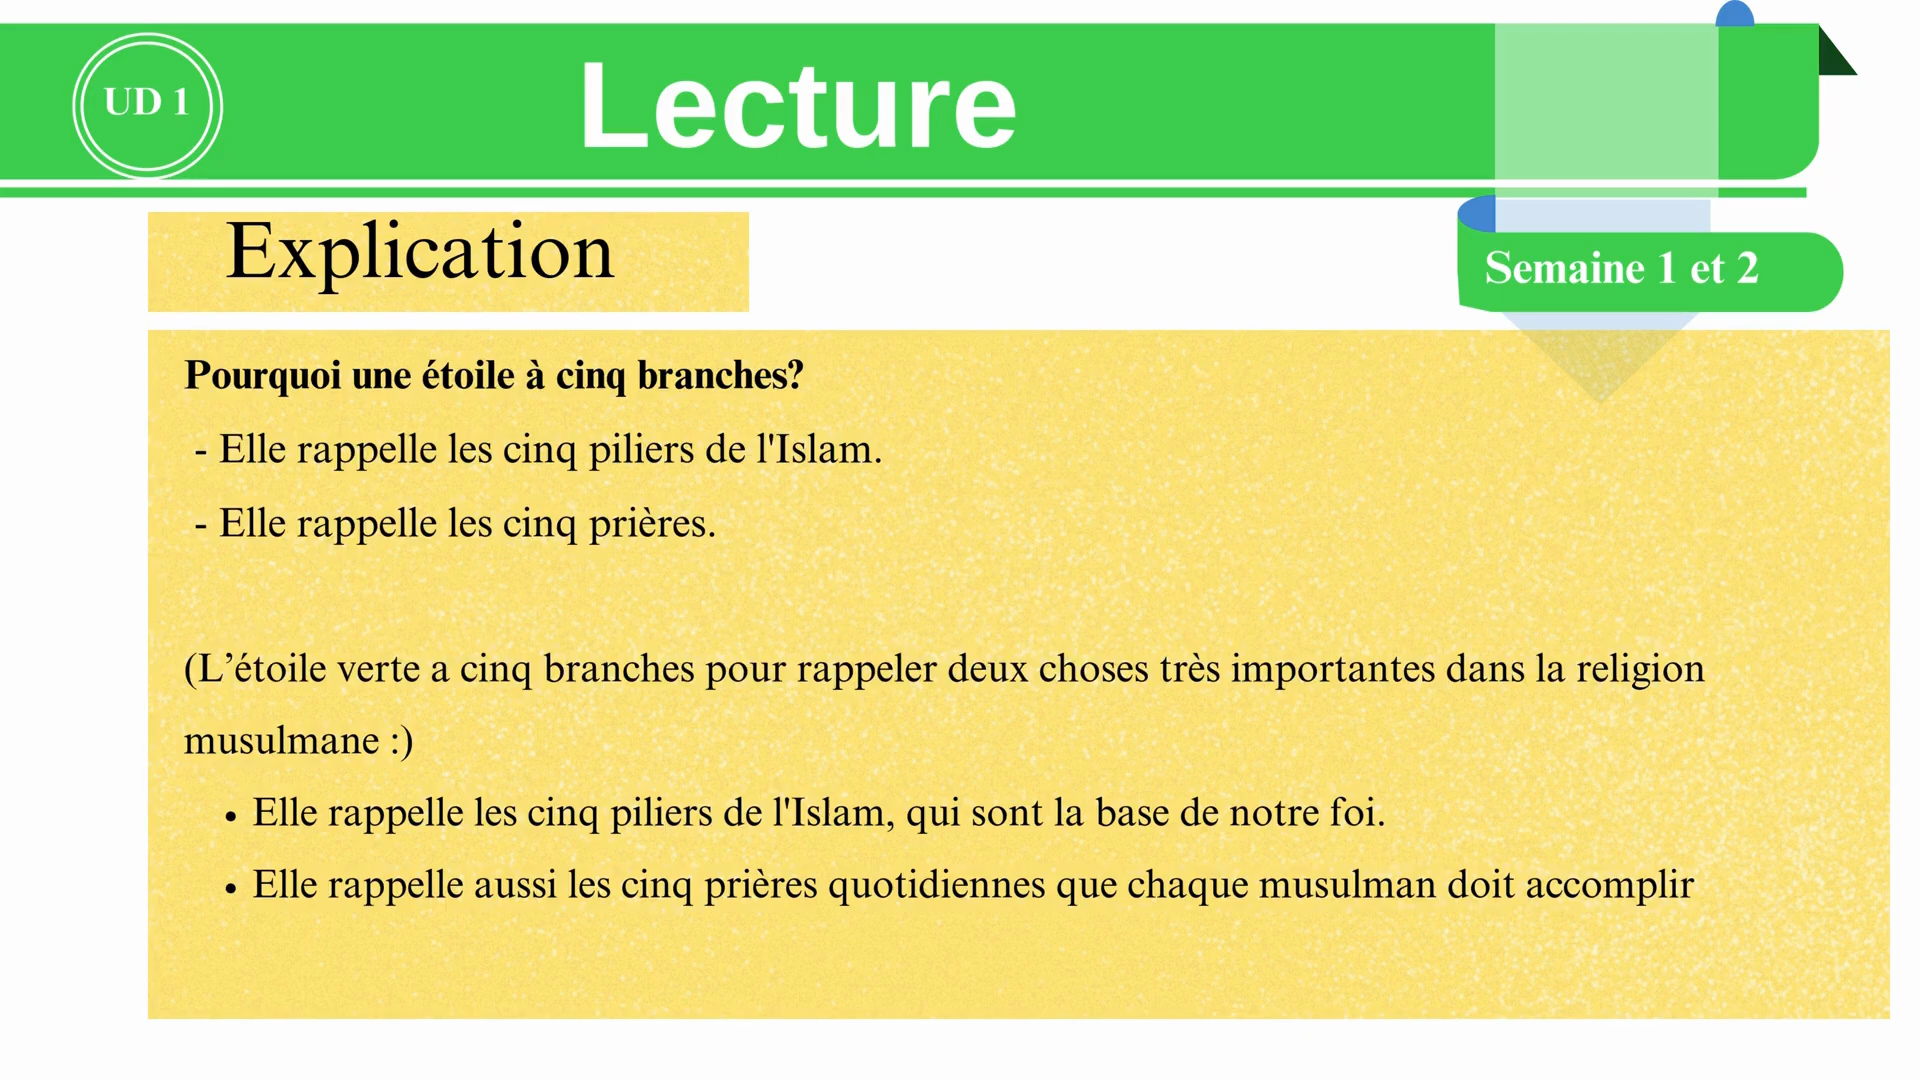 UD 1
Lecture
Semaine 1 et 2
Explication
Pourquoi une étoile à cinq branches?
- Elle rappelle les cinq piliers de l'Islam.
- Elle rappelle les cinq prières.
(L’étoile verte a cinq branches pour rappeler deux choses très importantes dans la religion
musulmane :)
• Elle rappelle les cinq piliers de l'Islam, qui sont la base de notre foi.
• Elle rappelle aussi les cinq prières quotidiennes que chaque musulman doit accomplir